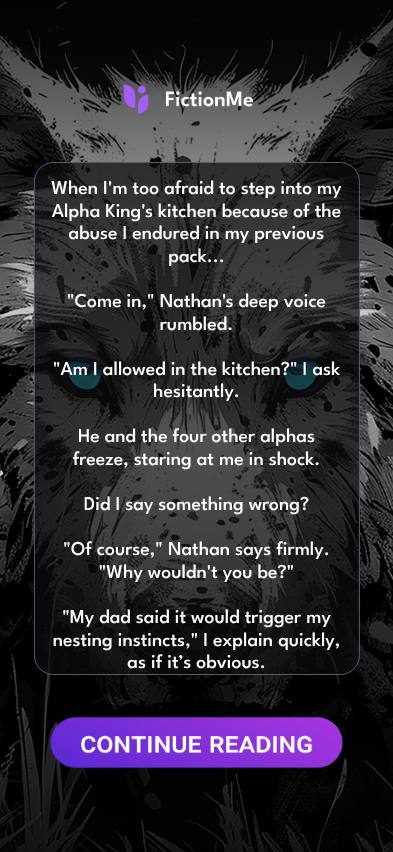 FictionMe
When I'm too afraid to step into my
Alpha King's kitchen because of the
abuse I endured in my previous
pack...
"Come in," Nathan's deep voice
rumbled.
"Am I allowed in the kitchen?" I ask
hesitantly.
He and the four other alphas
freeze, staring at me in shock.
Did I say something wrong?
"Of course," Nathan says firmly.
"Why wouldn't you be?"
"My dad said it would trigger my
nesting instincts," I explain quickly,
as if it’s obvious.
CONTINUE READING